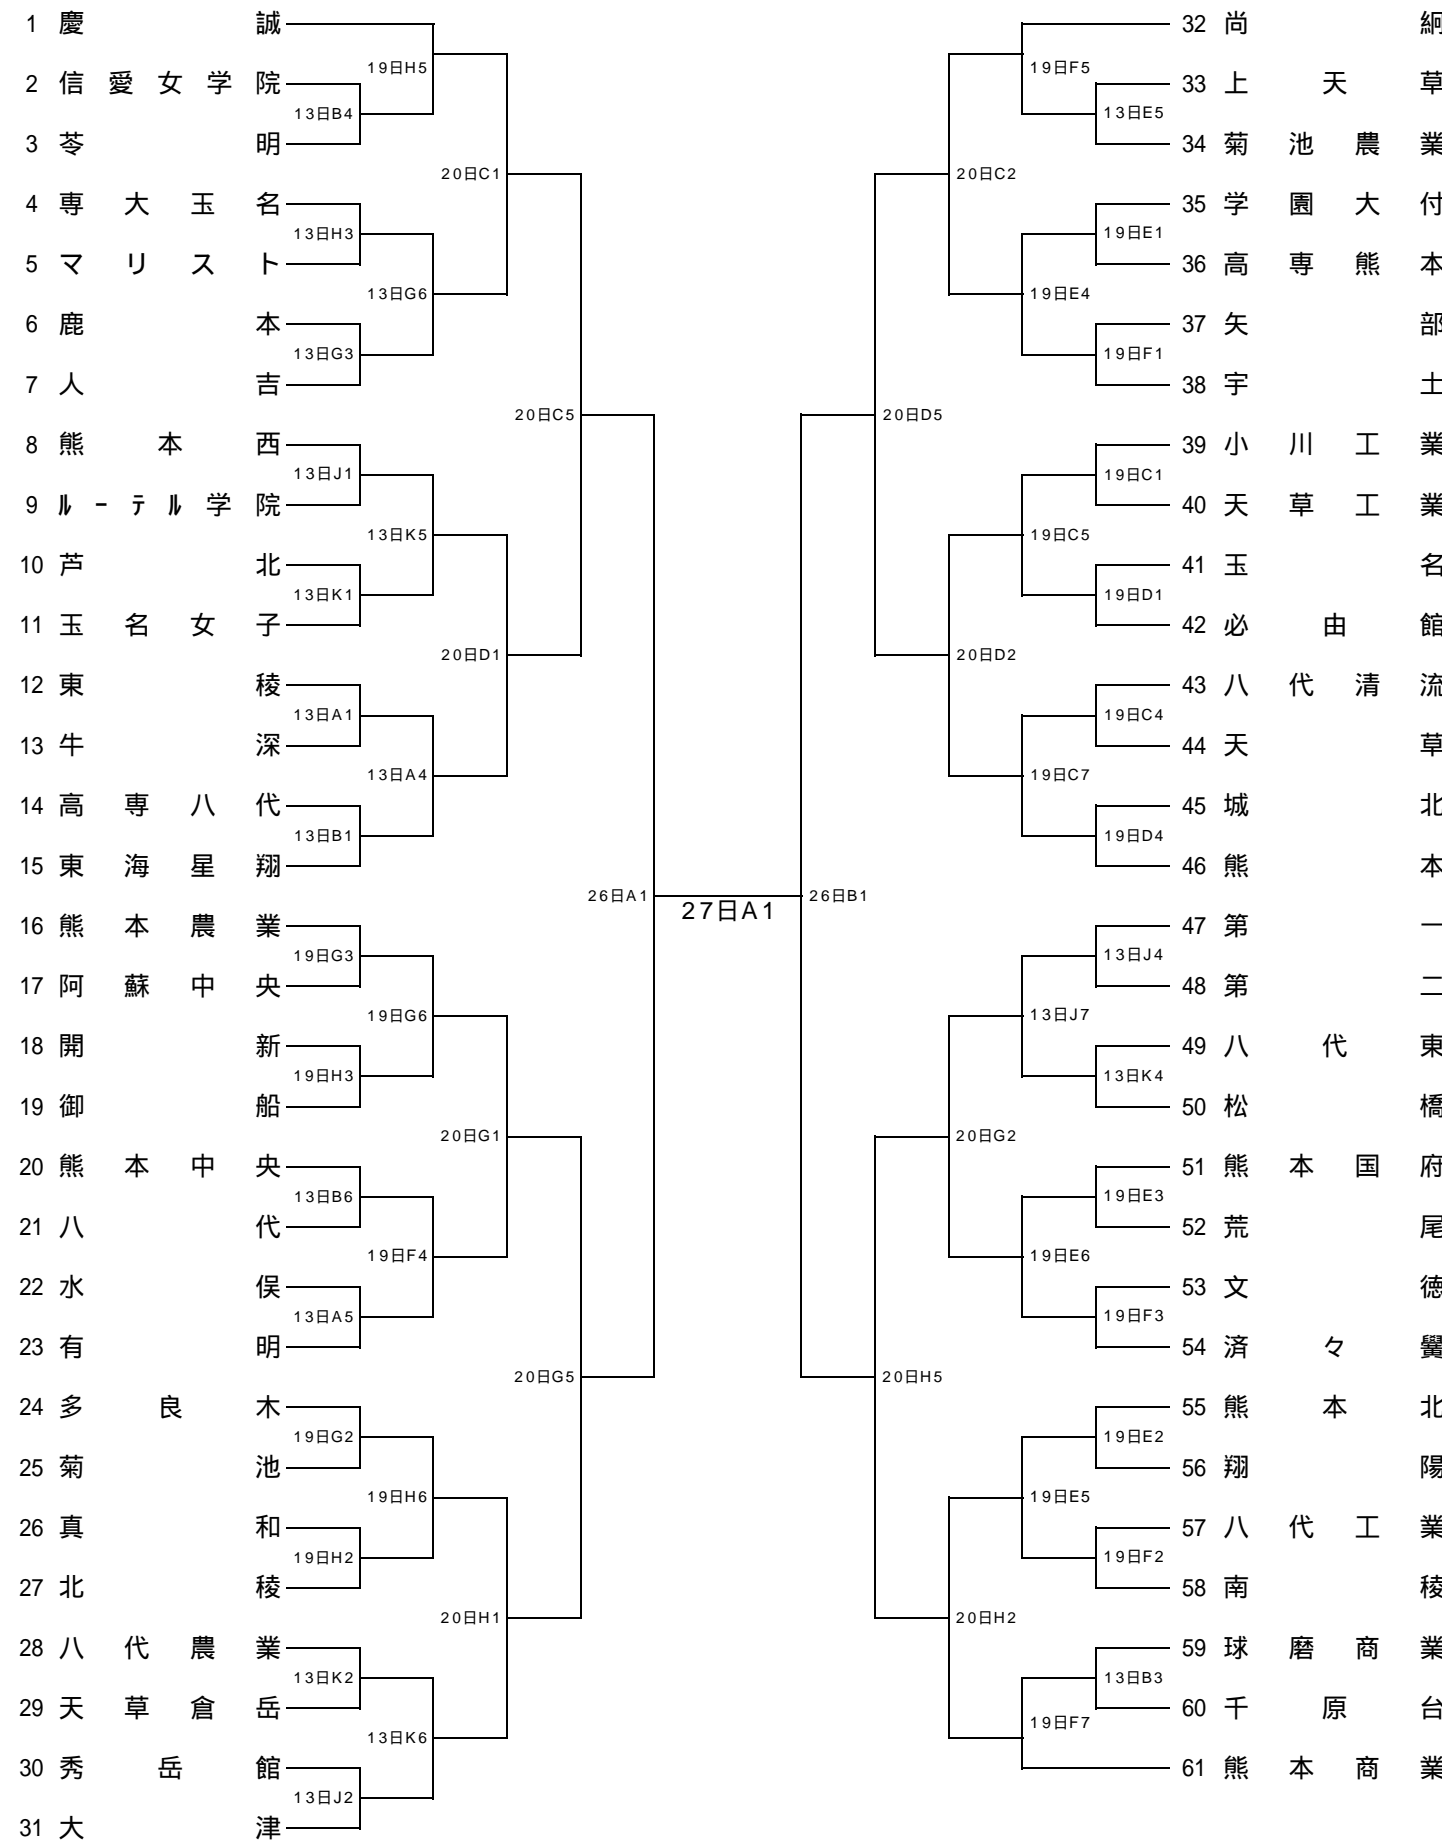 1 慶誠
19日H5
2 信愛女学院
13日B4
3 苓明
20日C1
4 専大玉名
13日H3
5 マリスト
13日G6
6 鹿本
13日G3
7 人吉
20日C5
8 熊本西
13日J1
9 ルーテル学院
13日K5
10 芦北
13日K1
11 玉名女子
20日D1
12 東稜
13日A1
13 牛深
13日A4
14 高専八代
13日B1
15 東海星翔
26日A1
16 熊本農業
19日G3
17 阿蘇中央
19日G6
18 開新
19日H3
19 御船
20日G1
20 熊本中央
13日B6
21 八代
19日F4
22 水俣
13日A5
23 有明
20日G5
24 多良木
19日G2
25 菊池
19日H6
26 真和
19日H2
27 北稜
20日H1
28 八代農業
13日K2
29 天草倉岳
13日K6
30 秀岳館
13日J2
31 大津
27日A1
32 尚絅
19日F5
33 上天草
13日E5
34 菊池農業
20日C2
35 学園大付
19日E1
36 高専熊本
19日E4
37 矢部
19日F1
38 宇土
20日D5
39 小川工業
19日C1
40 天草工業
19日C5
41 玉名
19日D1
42 必由館
20日D2
43 八代清流
19日C4
44 天草
19日C7
45 城北
19日D4
46 熊本
26日B1
47 第一
13日J4
48 第二
13日J7
49 八代東
13日K4
50 松橋
20日G2
51 熊本国府
19日E3
52 荒尾
19日E6
53 文徳
19日F3
54 済々黌
20日H5
55 熊本北
19日E2
56 翔陽
19日E5
57 八代工業
19日F2
58 南稜
20日H2
59 球磨商業
13日B3
60 千原台
19日F7
61 熊本商業